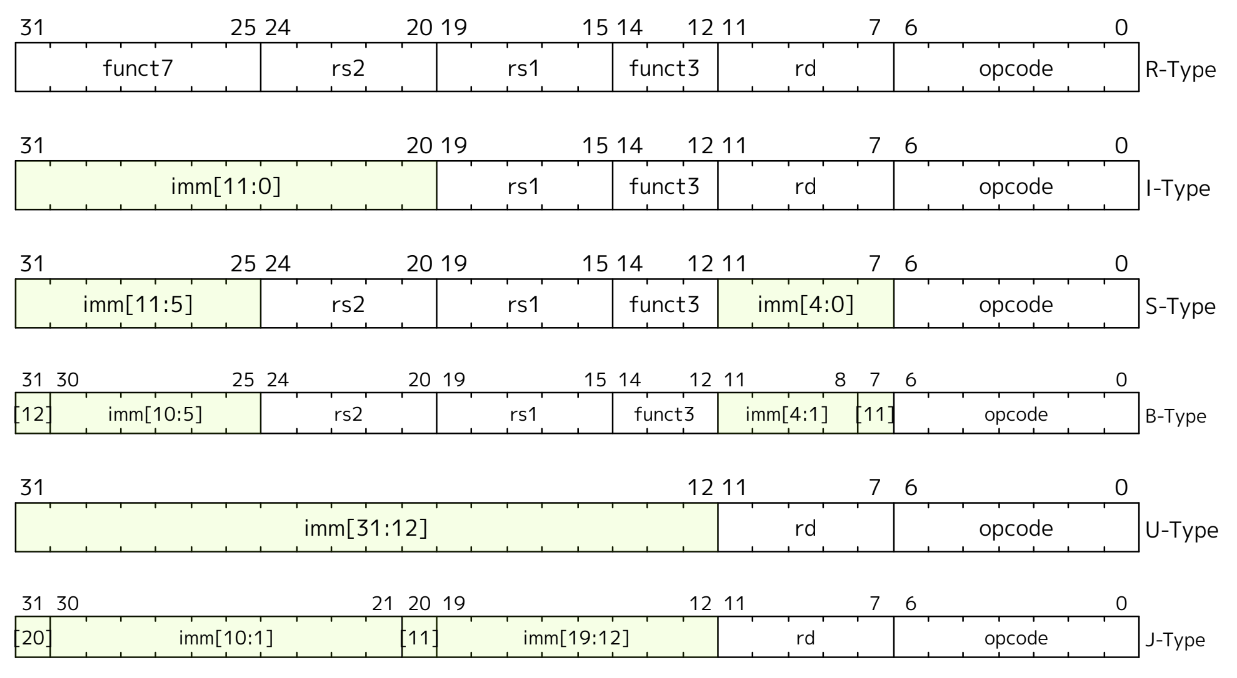 31 25 24 20 19 15 14 12 11 7 6 0
funct7 rs2 rs1 funct3 rd opcode R-Type
31 20 19 15 14 12 11 7 6 0
imm[11:0] rs1 funct3 rd opcode I-Type
31 25 24 20 19 15 14 12 11 7 6 0
imm[11:5] rs2 rs1 funct3 imm[4:0] opcode S-Type
31 30 25 24 20 19 15 14 12 11 8 7 6 0
[12] imm[10:5] rs2 rs1 funct3 imm[4:1] [11] opcode B-Type
31 12 11 7 6 0
imm[31:12] rd opcode U-Type
31 30 21 20 19 12 11 7 6 0
[20] imm[10:1] [11] imm[19:12] rd opcode J-Type